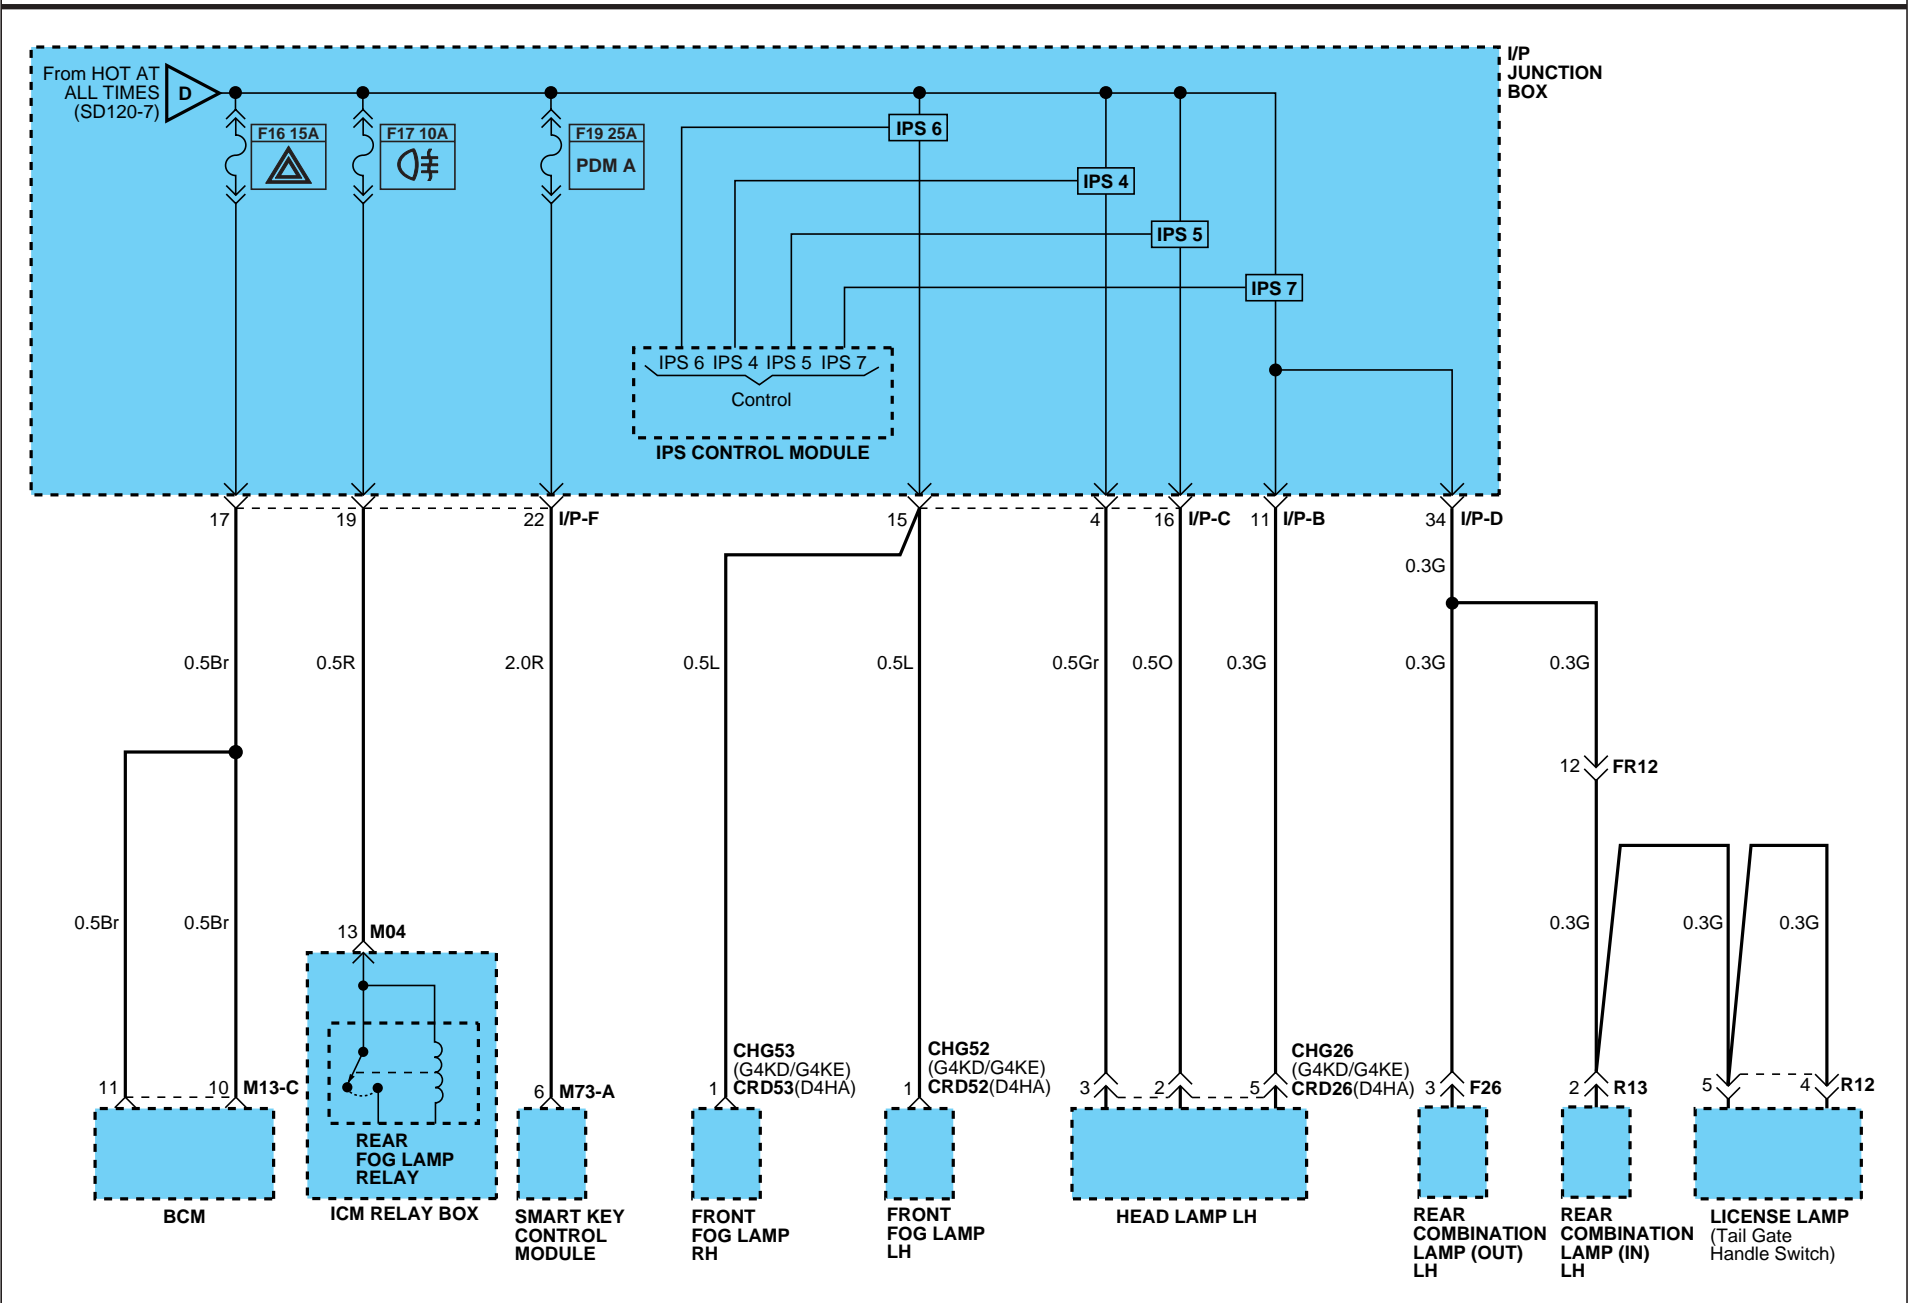 I/P
JUNCTION
BOX
From HOT AT
ALL TIMES
(SD120-7)
D
F16 15A
F17 10A
F19 25A
PDM A
IPS 6
IPS 4
IPS 5
IPS 7
IPS 6 IPS 4 IPS 5 IPS 7
Control
IPS CONTROL MODULE
17
19
22 I/P-F
15
4
16 I/P-C
11 I/P-B
34 I/P-D
0.3G
0.5Br
0.5R
2.0R
0.5L
0.5L
0.5Gr
0.5O
0.3G
0.3G
0.3G
12 FR12
0.5Br
0.5Br
13 M04
0.3G
0.3G
0.3G
11
10 M13-C
6 M73-A
CHG53
(G4KD/G4KE)
1 CRD53(D4HA)
CHG52
(G4KD/G4KE)
1 CRD52(D4HA)
3
2
CHG26
(G4KD/G4KE)
5 CRD26(D4HA)
3 F26
2 R13
5
4 R12
REAR
FOG LAMP
RELAY
BCM
ICM RELAY BOX
SMART KEY
CONTROL
MODULE
FRONT
FOG LAMP
RH
FRONT
FOG LAMP
LH
HEAD LAMP LH
REAR
COMBINATION
LAMP (OUT)
LH
REAR
COMBINATION
LAMP (IN)
LH
LICENSE LAMP
(Tail Gate
Handle Switch)